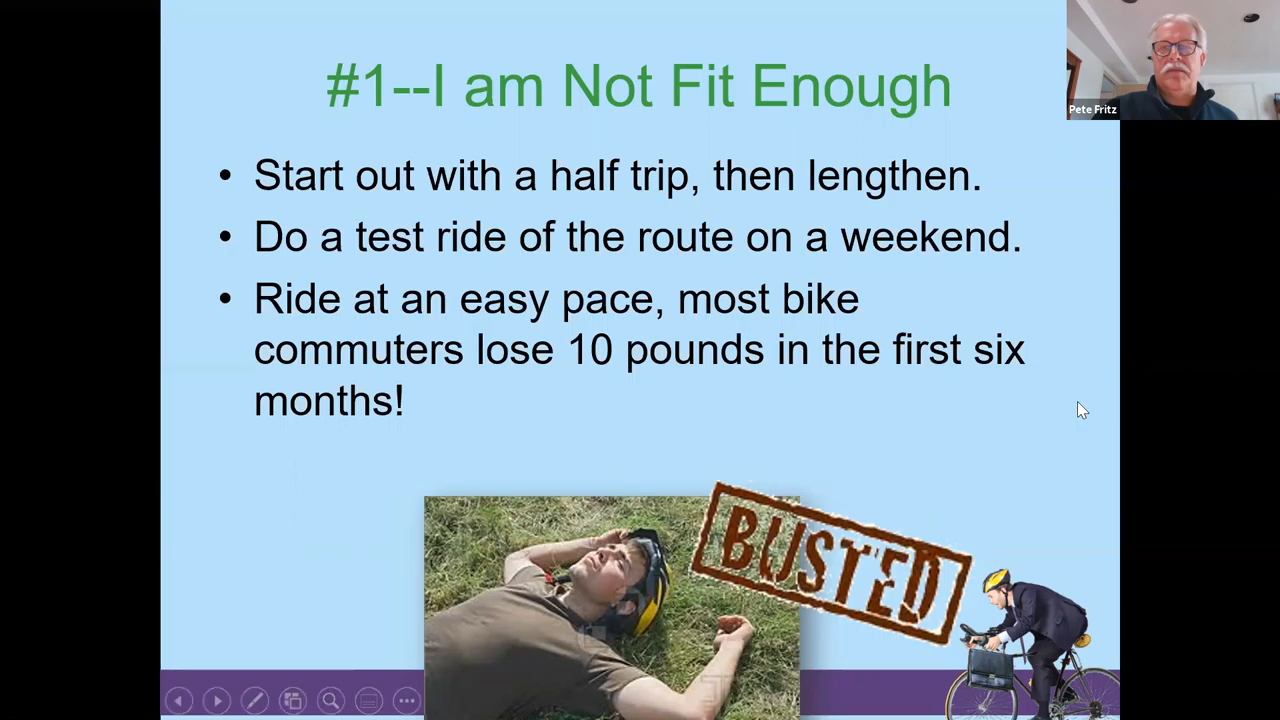 #1--I am Not Fit Enough
Pete Fritz
• Start out with a half trip, then lengthen.
• Do a test ride of the route on a weekend.
• Ride at an easy pace, most bike
commuters lose 10 pounds in the first six
months!
BUSTED